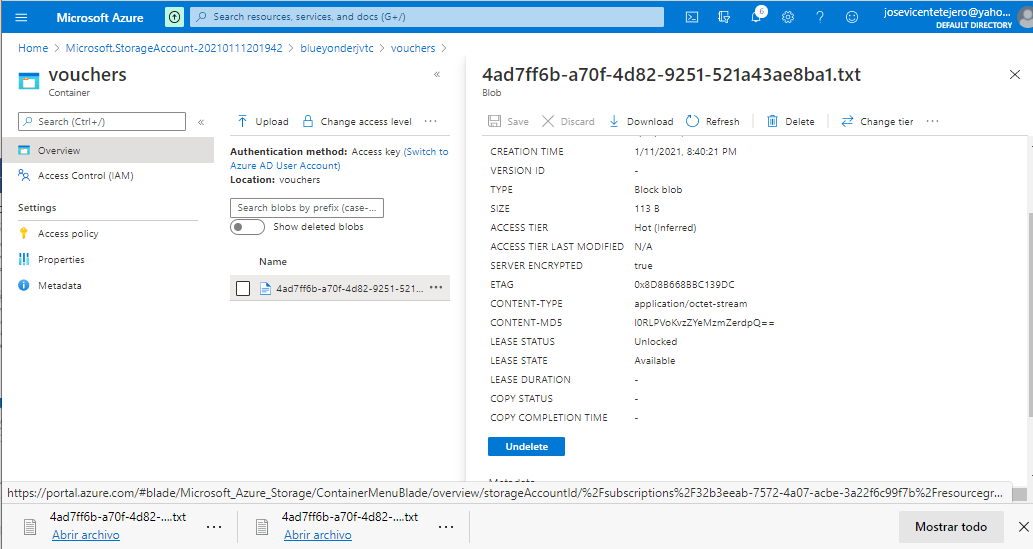 Microsoft Azure
Search resources, services, and docs (G+/)
6
josevicentetejero@yaho...
DEFAULT DIRECTORY
Home > Microsoft.StorageAccount-20210111201942 > blueyonderjvtc > vouchers >
vouchers
Container
Search (Ctrl+/)
Overview
Access Control (IAM)
Settings
Access policy
Properties
Metadata
Upload
Change access level
Authentication method: Access key (Switch to
Azure AD User Account)
Location: vouchers
Search blobs by prefix (case-...
Show deleted blobs
Name
4ad7ff6b-a70f-4d82-9251-521...
4ad7ff6b-a70f-4d82-9251-521a43ae8ba1.txt
Blob
Save
Discard
Download
Refresh
Delete
Change tier
CREATION TIME 1/11/2021, 8:40:21 PM
VERSION ID -
TYPE Block blob
SIZE 113 B
ACCESS TIER Hot (Inferred)
ACCESS TIER LAST MODIFIED N/A
SERVER ENCRYPTED true
ETAG 0x8D8B668BBC139DC
CONTENT-TYPE application/octet-stream
CONTENT-MD5 I0RLPVoKvzZYeMzmZerdpQ==
LEASE STATUS Unlocked
LEASE STATE Available
LEASE DURATION -
COPY STATUS -
COPY COMPLETION TIME -
Undelete
Metadata
https://portal.azure.com/#blade/Microsoft_Azure_Storage/ContainerMenuBlade/overview/storageAccountId/%2Fsubscriptions%2F32b3eeab-7572-4a07-acbe-3a22f6c99f7b%2Fresourcegr...
4ad7ff6b-a70f-4d82-....txt
Abrir archivo
4ad7ff6b-a70f-4d82-....txt
Abrir archivo
Mostrar todo